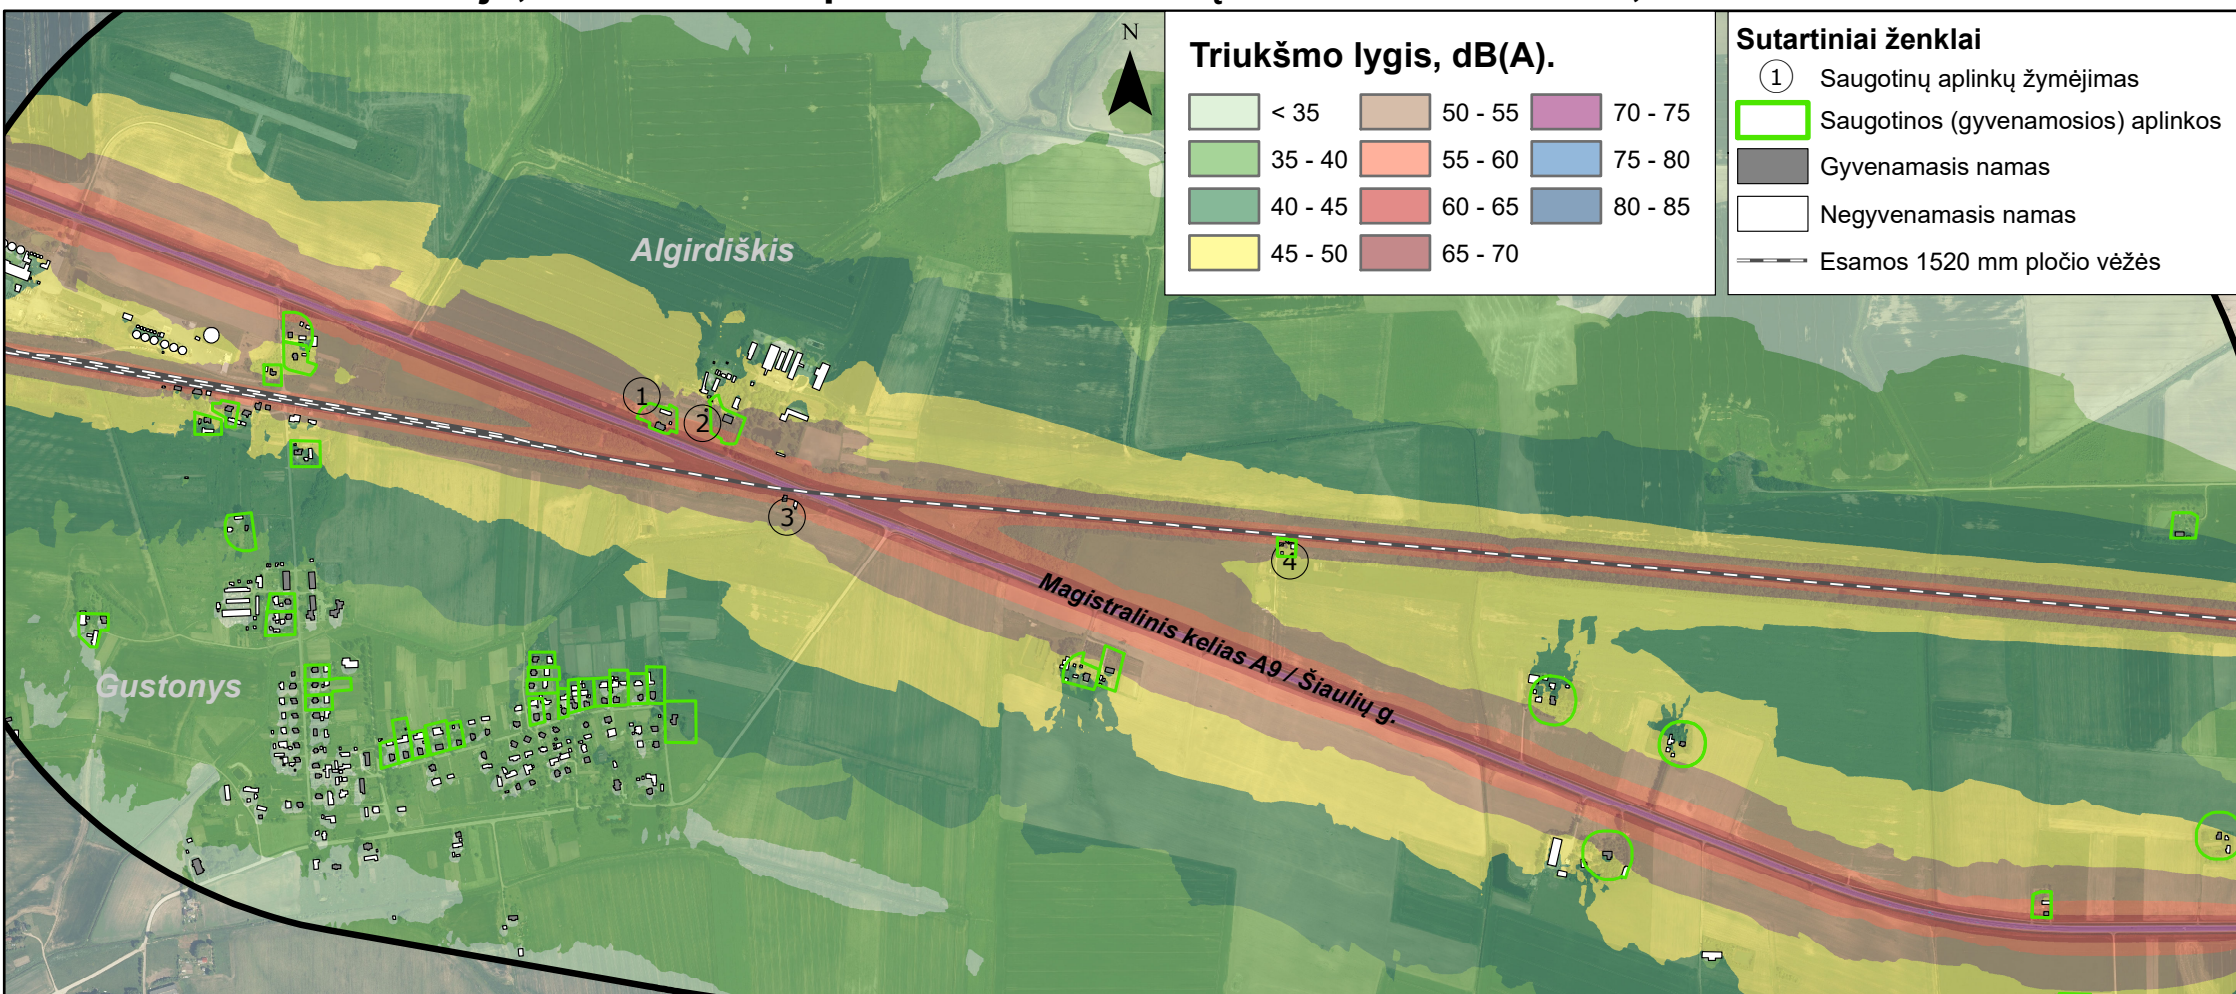 N
Triukšmo lygis, dB(A).
< 35
35 - 40
40 - 45
45 - 50
50 - 55
55 - 60
60 - 65
65 - 70
70 - 75
75 - 80
80 - 85
Sutartiniai ženklai
1 Saugotinų aplinkų žymėjimas
Saugotinos (gyvenamosios) aplinkos
Gyvenamasis namas
Negyvenamasis namas
Esamos 1520 mm pločio vėžės
Algirdiškis
1
2
3
4
Magistralinis kelias A9 / Šiaulių g.
Gustonys